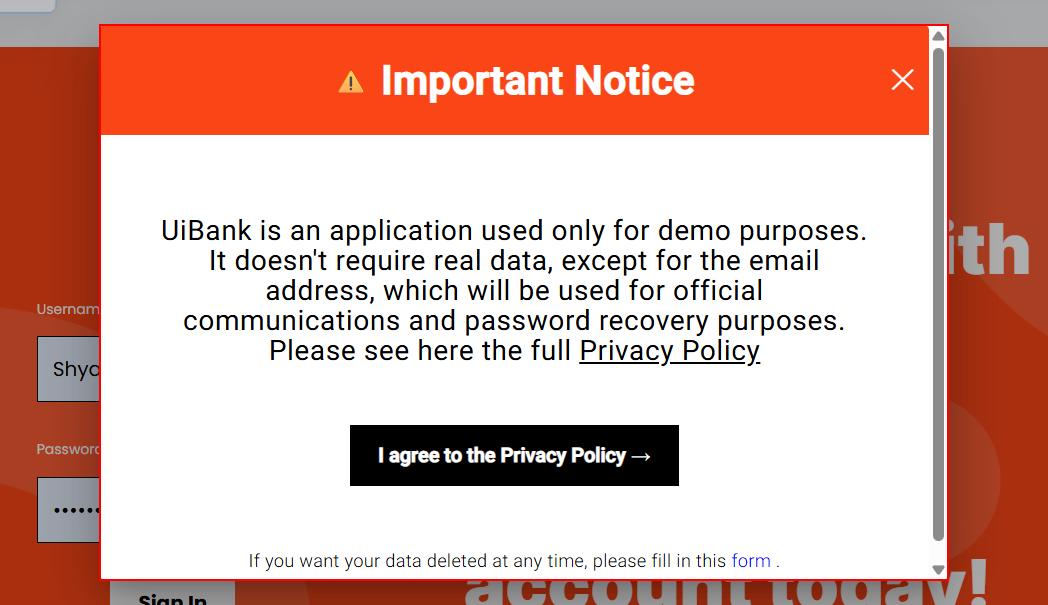 ⚠ Important Notice
UiBank is an application used only for demo purposes.
It doesn't require real data, except for the email
address, which will be used for official
communications and password recovery purposes.
Please see here the full Privacy Policy
I agree to the Privacy Policy →
If you want your data deleted at any time, please fill in this form .
ith
Usernam
Shya
Password
Sign In
account today!